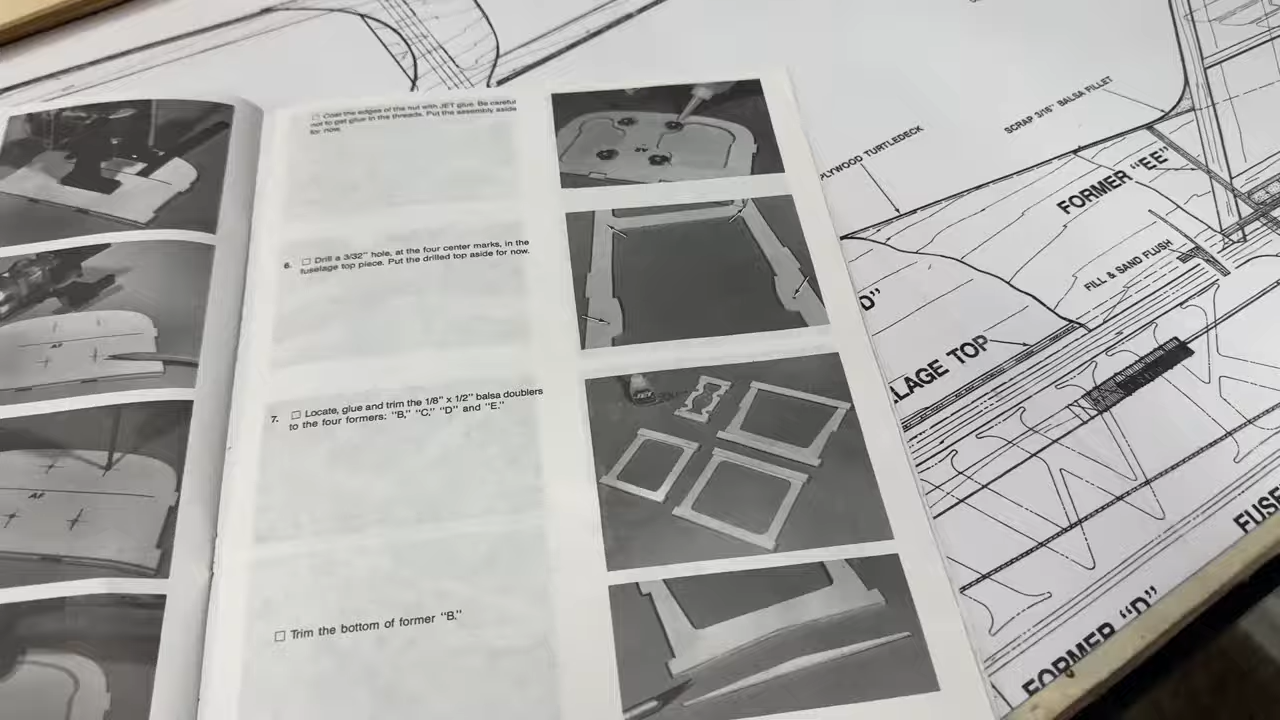 ☐ Coat the edges of the nut with JET glue. Be careful
not to get glue in the threads. Put the assembly aside
for now.
6. ☐ Drill a 3/32" hole, at the four center marks, in the
fuselage top piece. Put the drilled top aside for now.
7. ☐ Locate, glue and trim the 1/8" x 1/2" balsa doublers
to the four formers: "B," "C," "D" and "E."
☐ Trim the bottom of former "B."
AF
AF
AF
JET
PLYWOOD TURTLEDECK
SCRAP 3/16" BALSA FILLET
FORMER "EE"
FILL & SAND FLUSH
D"
LAGE TOP
FUSE
FORMER "D"